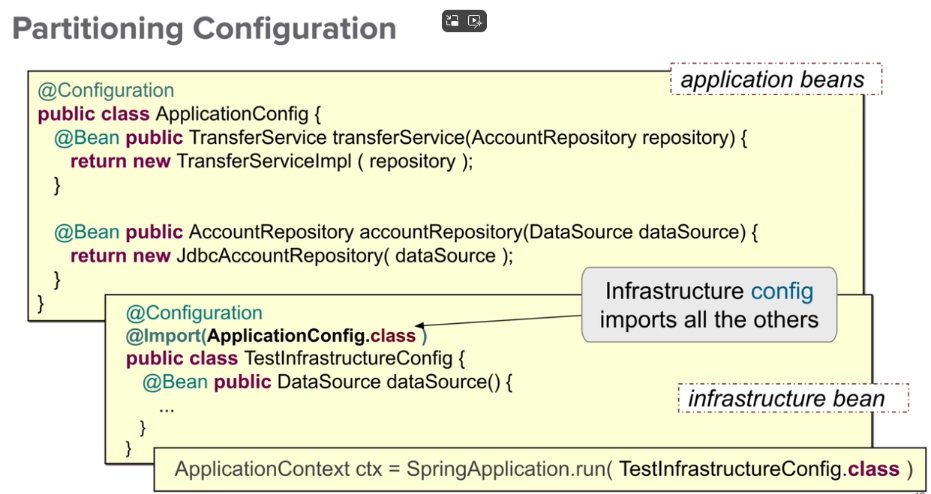 Partitioning Configuration
application beans
@Configuration
public class ApplicationConfig {
@Bean public TransferService transferService(AccountRepository repository) {
return new TransferServiceImpl ( repository );
}
@Bean public AccountRepository accountRepository(DataSource dataSource) {
return new JdbcAccountRepository( dataSource );
}
}
Infrastructure config
imports all the others
@Configuration
@Import(ApplicationConfig.class )
public class TestInfrastructureConfig {
@Bean public DataSource dataSource() {
...
}
}
infrastructure bean
ApplicationContext ctx = SpringApplication.run( TestInfrastructureConfig.class )